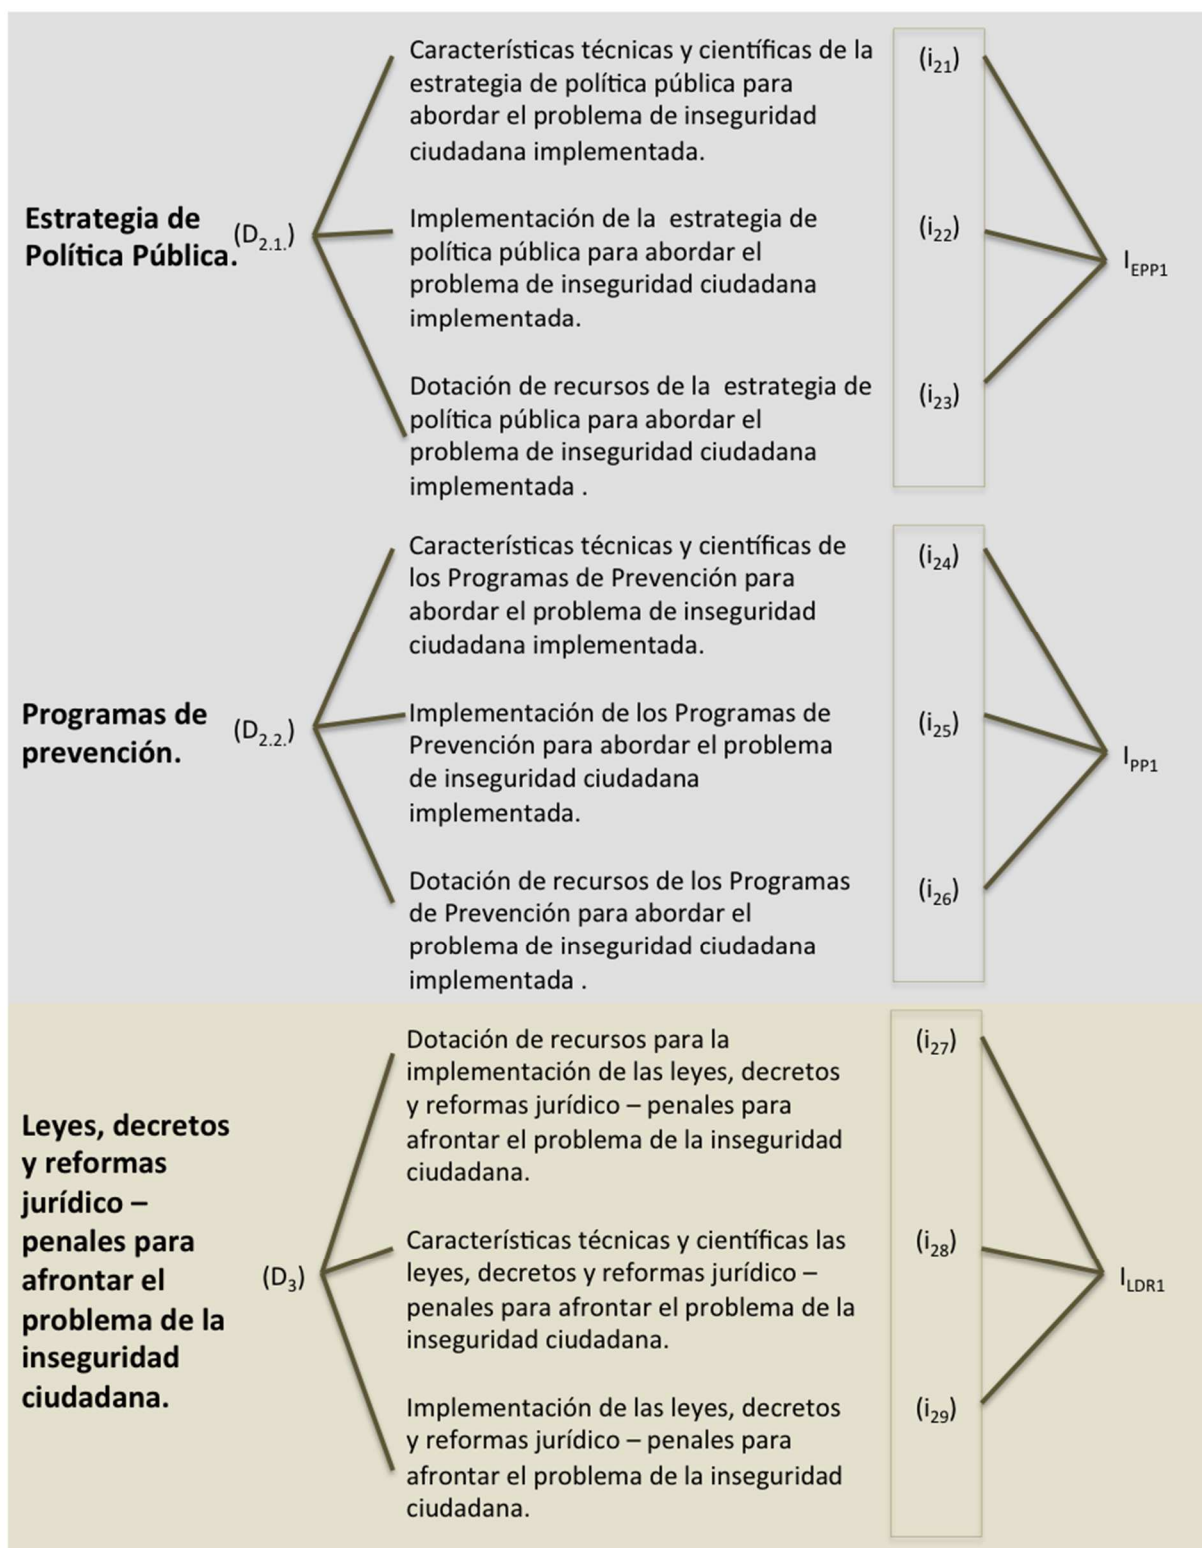 Estrategia de
Política Pública.
(D2.1.)
Característísticas técnicas y científicas de la
estrategia de política pública para
abordar el problema de inseguridad
ciudadana implementada.
(i21)
Implementación de la estrategia de
política pública para abordar el
problema de inseguridad ciudadana
implementada.
(i22)
Dotación de recursos de la estrategia de
política pública para abordar el
problema de inseguridad ciudadana
implementada .
(i23)
IEPP1
Programas de
prevención.
(D2.2.)
Característísticas técnicas y científicas de
los Programas de Prevención para
abordar el problema de inseguridad
ciudadana implementada.
(i24)
Implementación de los Programas de
Prevención para abordar el problema
de inseguridad ciudadana
implementada.
(i25)
Dotación de recursos de los Programas
de Prevención para abordar el
problema de inseguridad ciudadana
implementada .
(i26)
IPP1
Leyes, decretos
y reformas
jurídico –
penales para
afrontar el
problema de la
inseguridad
ciudadana.
(D3)
Dotación de recursos para la
implementación de las leyes, decretos
y reformas jurídico – penales para
afrontar el problema de la inseguridad
ciudadana.
(i27)
Característísticas técnicas y científicas las
leyes, decretos y reformas jurídico –
penales para afrontar el problema de la
inseguridad ciudadana.
(i28)
Implementación de las leyes, decretos
y reformas jurídico – penales para
afrontar el problema de la inseguridad
ciudadana.
(i29)
ILDR1